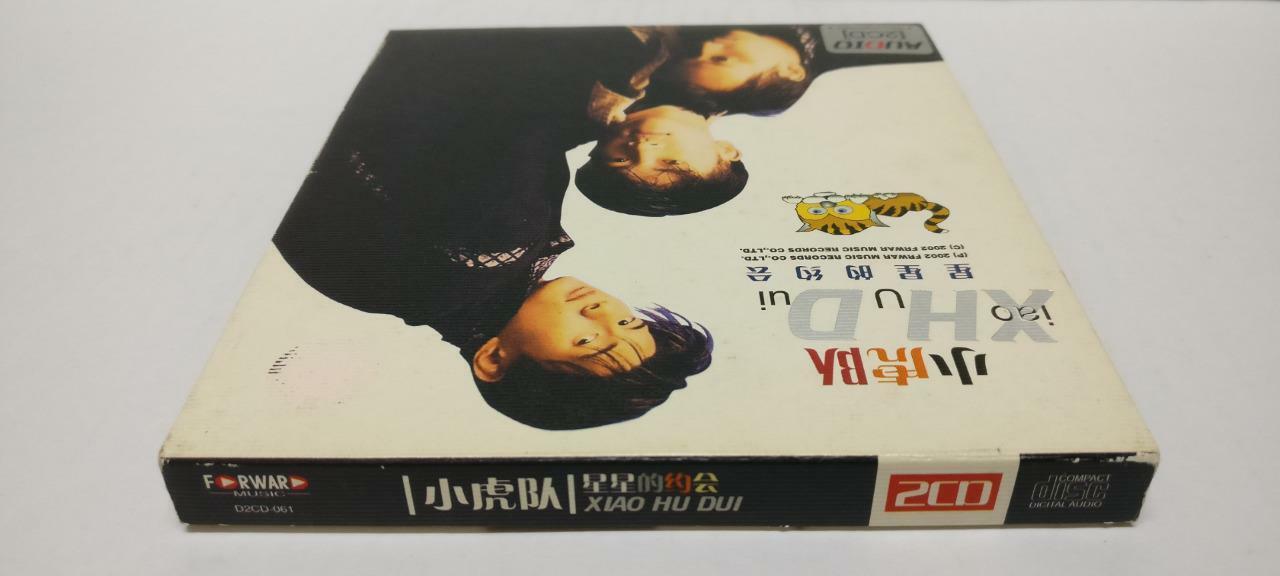 AUDIO
[2CD]
小虎队
XHD
iao U ui
星星的约会
(P) 2002 FRWAR MUSIC RECORDS CO.,LTD.
(C) 2002 FRWAR MUSIC RECORDS CO.,LTD.
FORWARD
MUSIC
D2CD-061
小虎队
星星的约会
XIAO HU DUI
2CD
COMPACT
disc
DIGITAL AUDIO